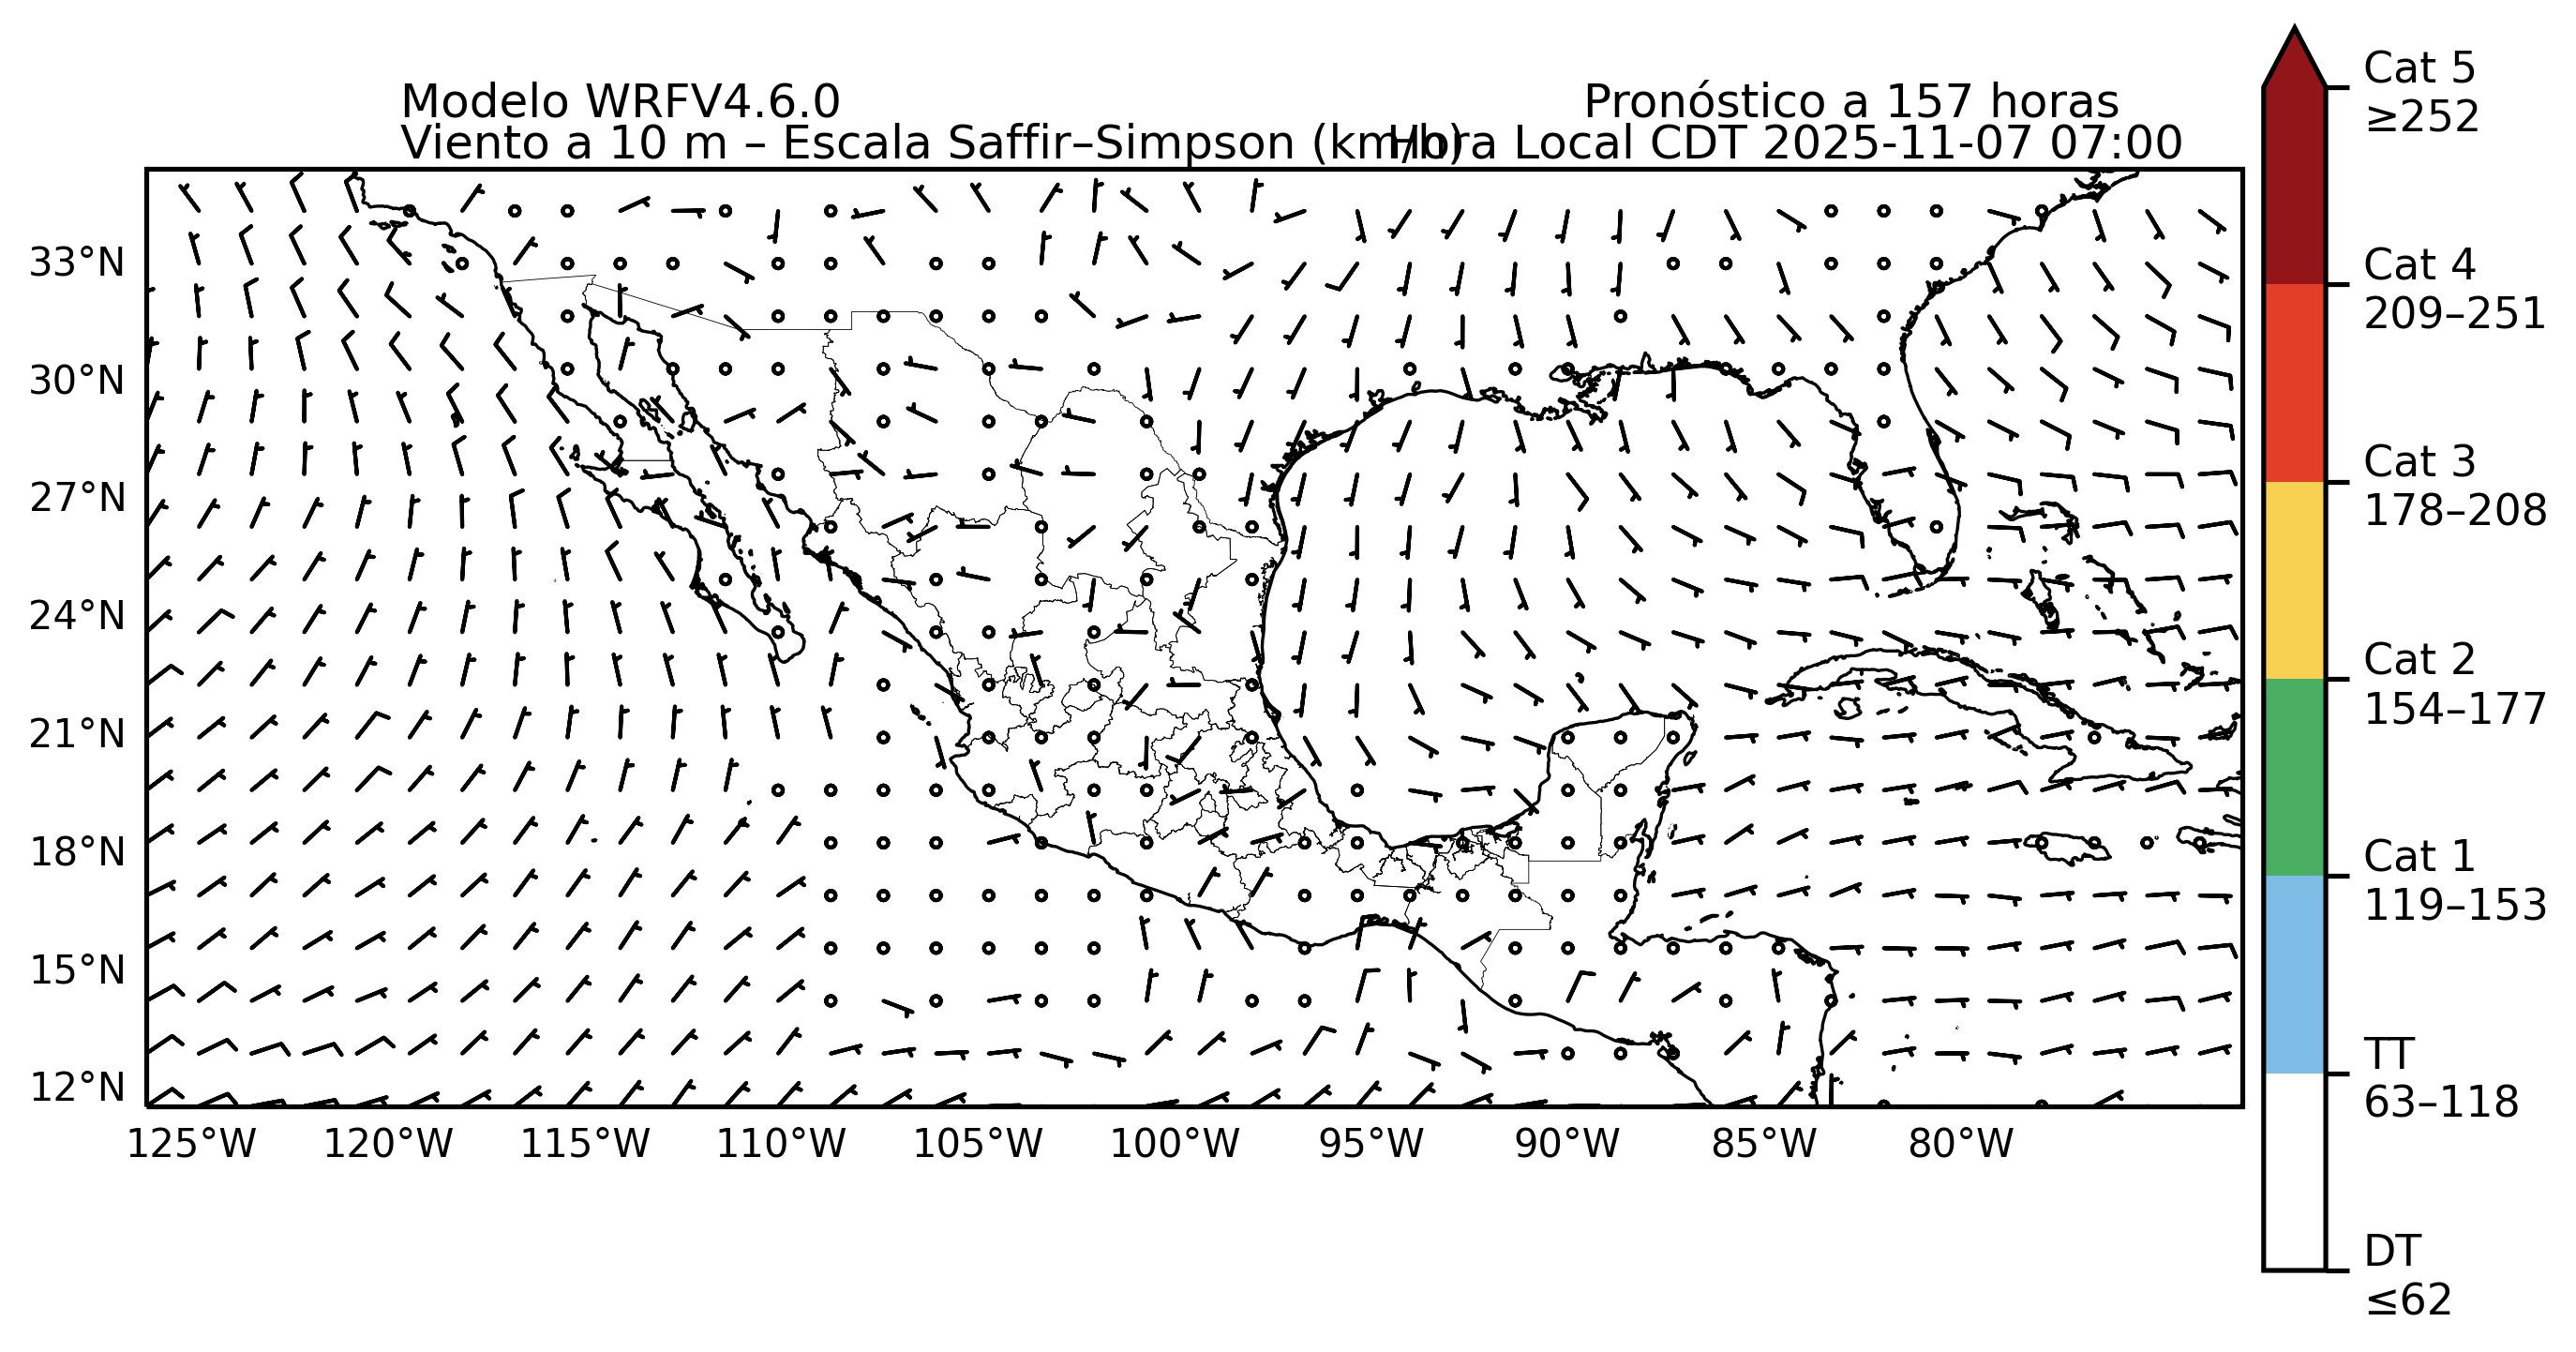 Modelo WRFV4.6.0
Pronóstico a 157 horas
Viento a 10 m – Escala Saffir–Simpson (km/h)
Hora Local CDT 2025-11-07 07:00
33°N
30°N
27°N
24°N
21°N
18°N
15°N
12°N
125°W
120°W
115°W
110°W
105°W
100°W
95°W
90°W
85°W
80°W
Cat 5
≥252
Cat 4
209–251
Cat 3
178–208
Cat 2
154–177
Cat 1
119–153
TT
63–118
DT
≤62